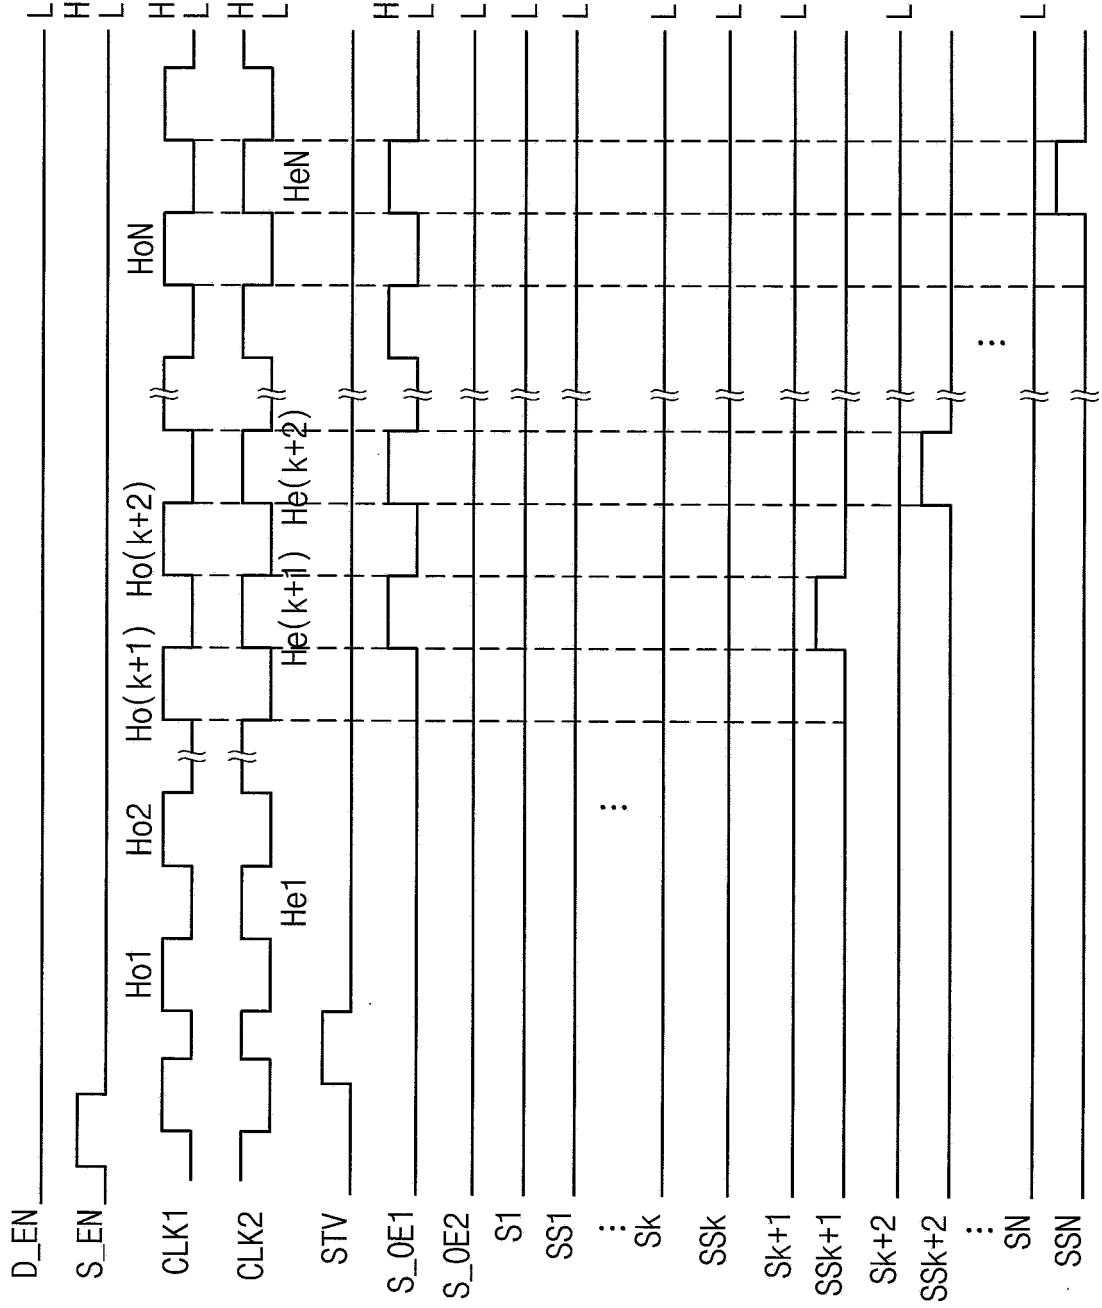 D_EN L
S_EN H L
Ho1 Ho2 Ho(k+1) Ho(k+2) HoN
CLK1 H L
CLK2 H L
He1 He(k+1) He(k+2) HeN
STV
S_OE1 H L
S_OE2 L
S1 L
SS1 L
⋮ …
Sk L
SSk L
Sk+1 L
SSk+1
Sk+2 L
SSk+2
⋮ …
SN L
SSN